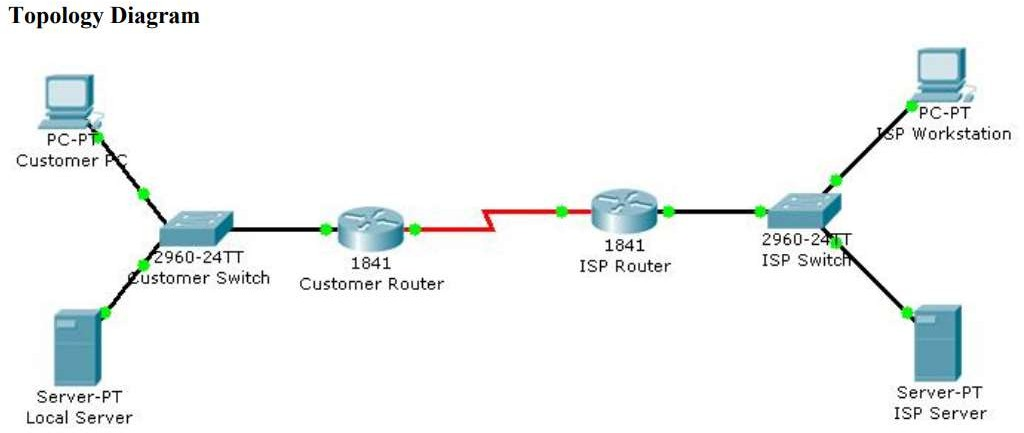 Topology Diagram
PC-PT
Customer PC
PC-PT
ISP Workstation
2960-24TT
Customer Switch
1841
Customer Router
1841
ISP Router
2960-24TT
ISP Switch
Server-PT
Local Server
Server-PT
ISP Server